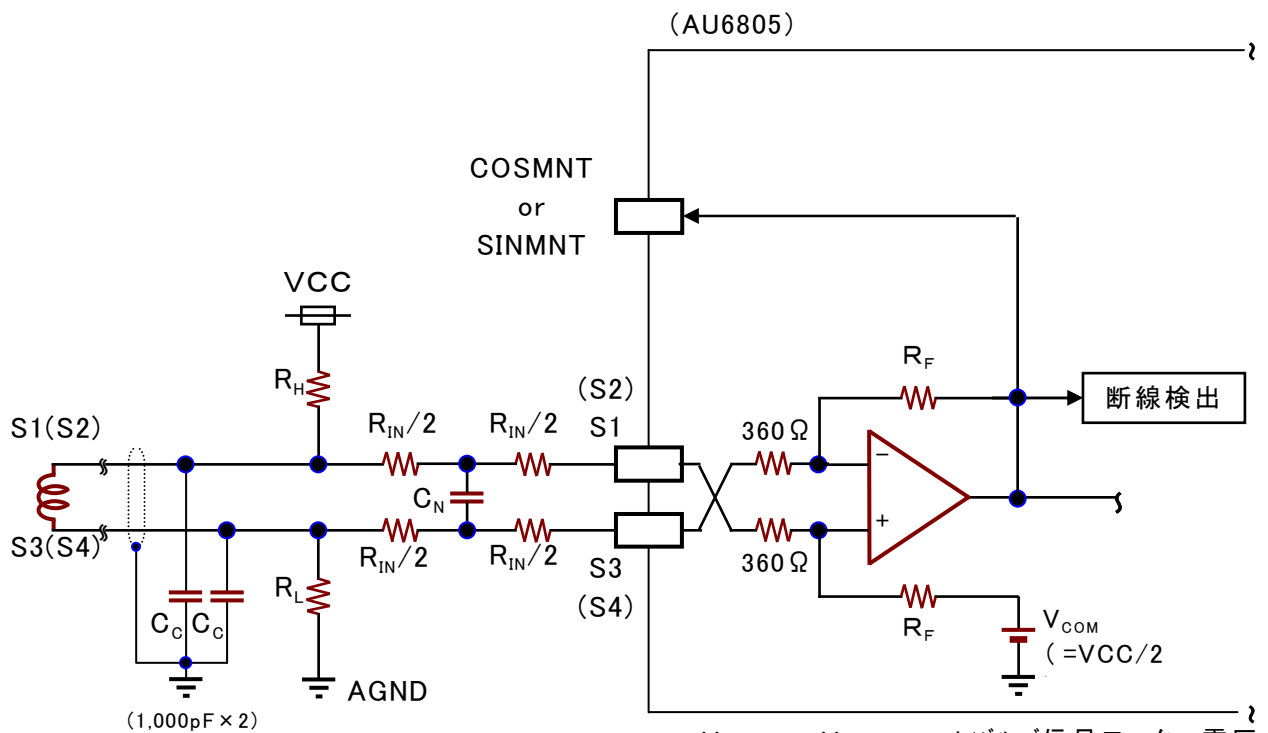 (AU6805)
COSMNT
or
SINMNT
VCC
R_H
R_F
(S2)
S1
断線検出
S1(S2)
R_IN/2
R_IN/2
360Ω
−
C_N
+
S3(S4)
R_IN/2
R_IN/2
S3
360Ω
(S4)
R_L
C_C
C_C
R_F
V_COM
(=VCC/2
AGND
(1,000pF×2)